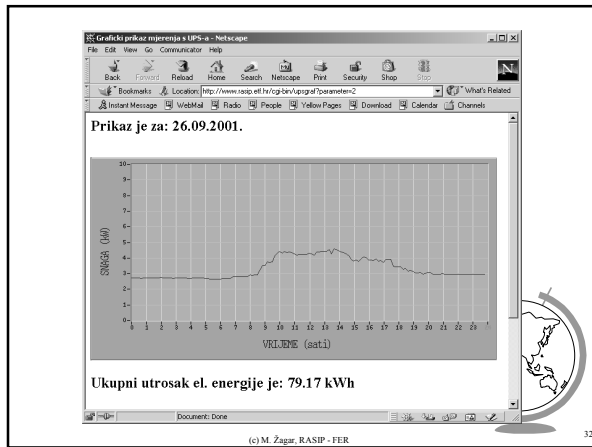 Graficki prikaz mjerenja s UPS-a - Netscape
File Edit View Go Communicator Help
Back Forward Reload Home Search Netscape Print Security Shop Stop
Bookmarks Location: http://www.rasip.etf.hr/cgi-bin/upsgraf?parameter=2 What's Related
Instant Message WebMail Radio People Yellow Pages Download Calendar Channels
Prikaz je za: 26.09.2001.
10
9
8
7
6
5
4
3
2
1
0
SNAGA (kW)
0 1 2 3 4 5 6 7 8 9 10 11 12 13 14 15 16 17 18 19 20 21 22 23
VRIJEME (sati)
Ukupni utrosak el. energije je: 79.17 kWh
Document: Done
(c) M. Žagar, RASIP - FER
32